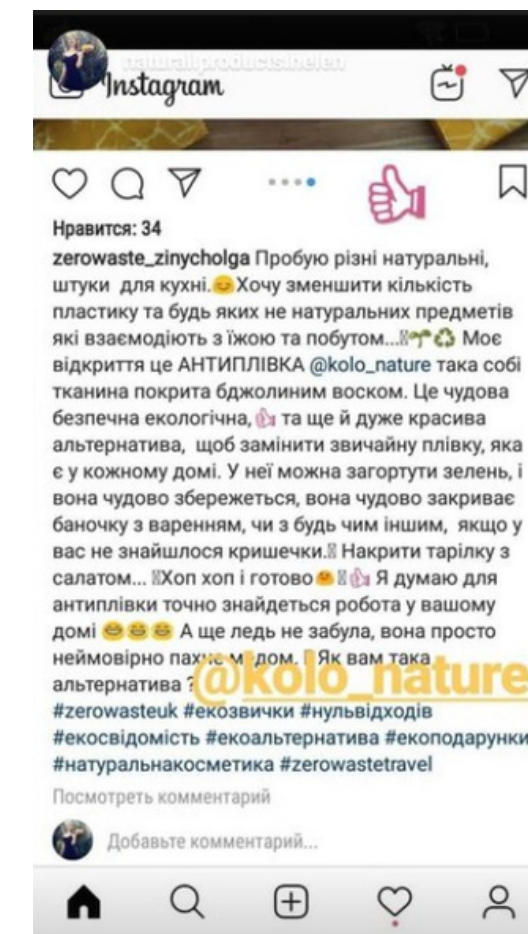 naturall.products.helen
Instagram
Нравится: 34
zerowaste_zinycholga Пробую різні натуральні,
штуки для кухні.😊Хочу зменшити кількість
пластику та будь яких не натуральних предметів
які взаємодіють з їжою та побутом...🌱♻️ Моє
відкриття це АНТИПЛІВКА @kolo_nature така собі
тканина покрита бджолиним воском. Це чудова
безпечна екологічна,👍 та ще й дуже красива
альтернатива, щоб замінити звичайну плівку, яка
є у кожному домі. У неї можна загортути зелень, і
вона чудово збережеться, вона чудово закриває
баночку з варенням, чи з будь чим іншим, якщо у
вас не знайшлося кришечки. Накрити тарілку з
салатом... Хоп хоп і готово 👍 Я думаю для
антиплівки точно знайдеться робота у вашому
домі 😂😂😂 А ще ледь не забула, вона просто
неймовірно пахне медом. Як вам така
альтернатива ?
@kolo_nature
#zerowasteuk #екозвички #нульвідходів
#екосвідомість #екоальтернатива #екоподарунки
#натуральнакосметика #zerowastetravel
Посмотреть комментарий
Добавьте комментарий...